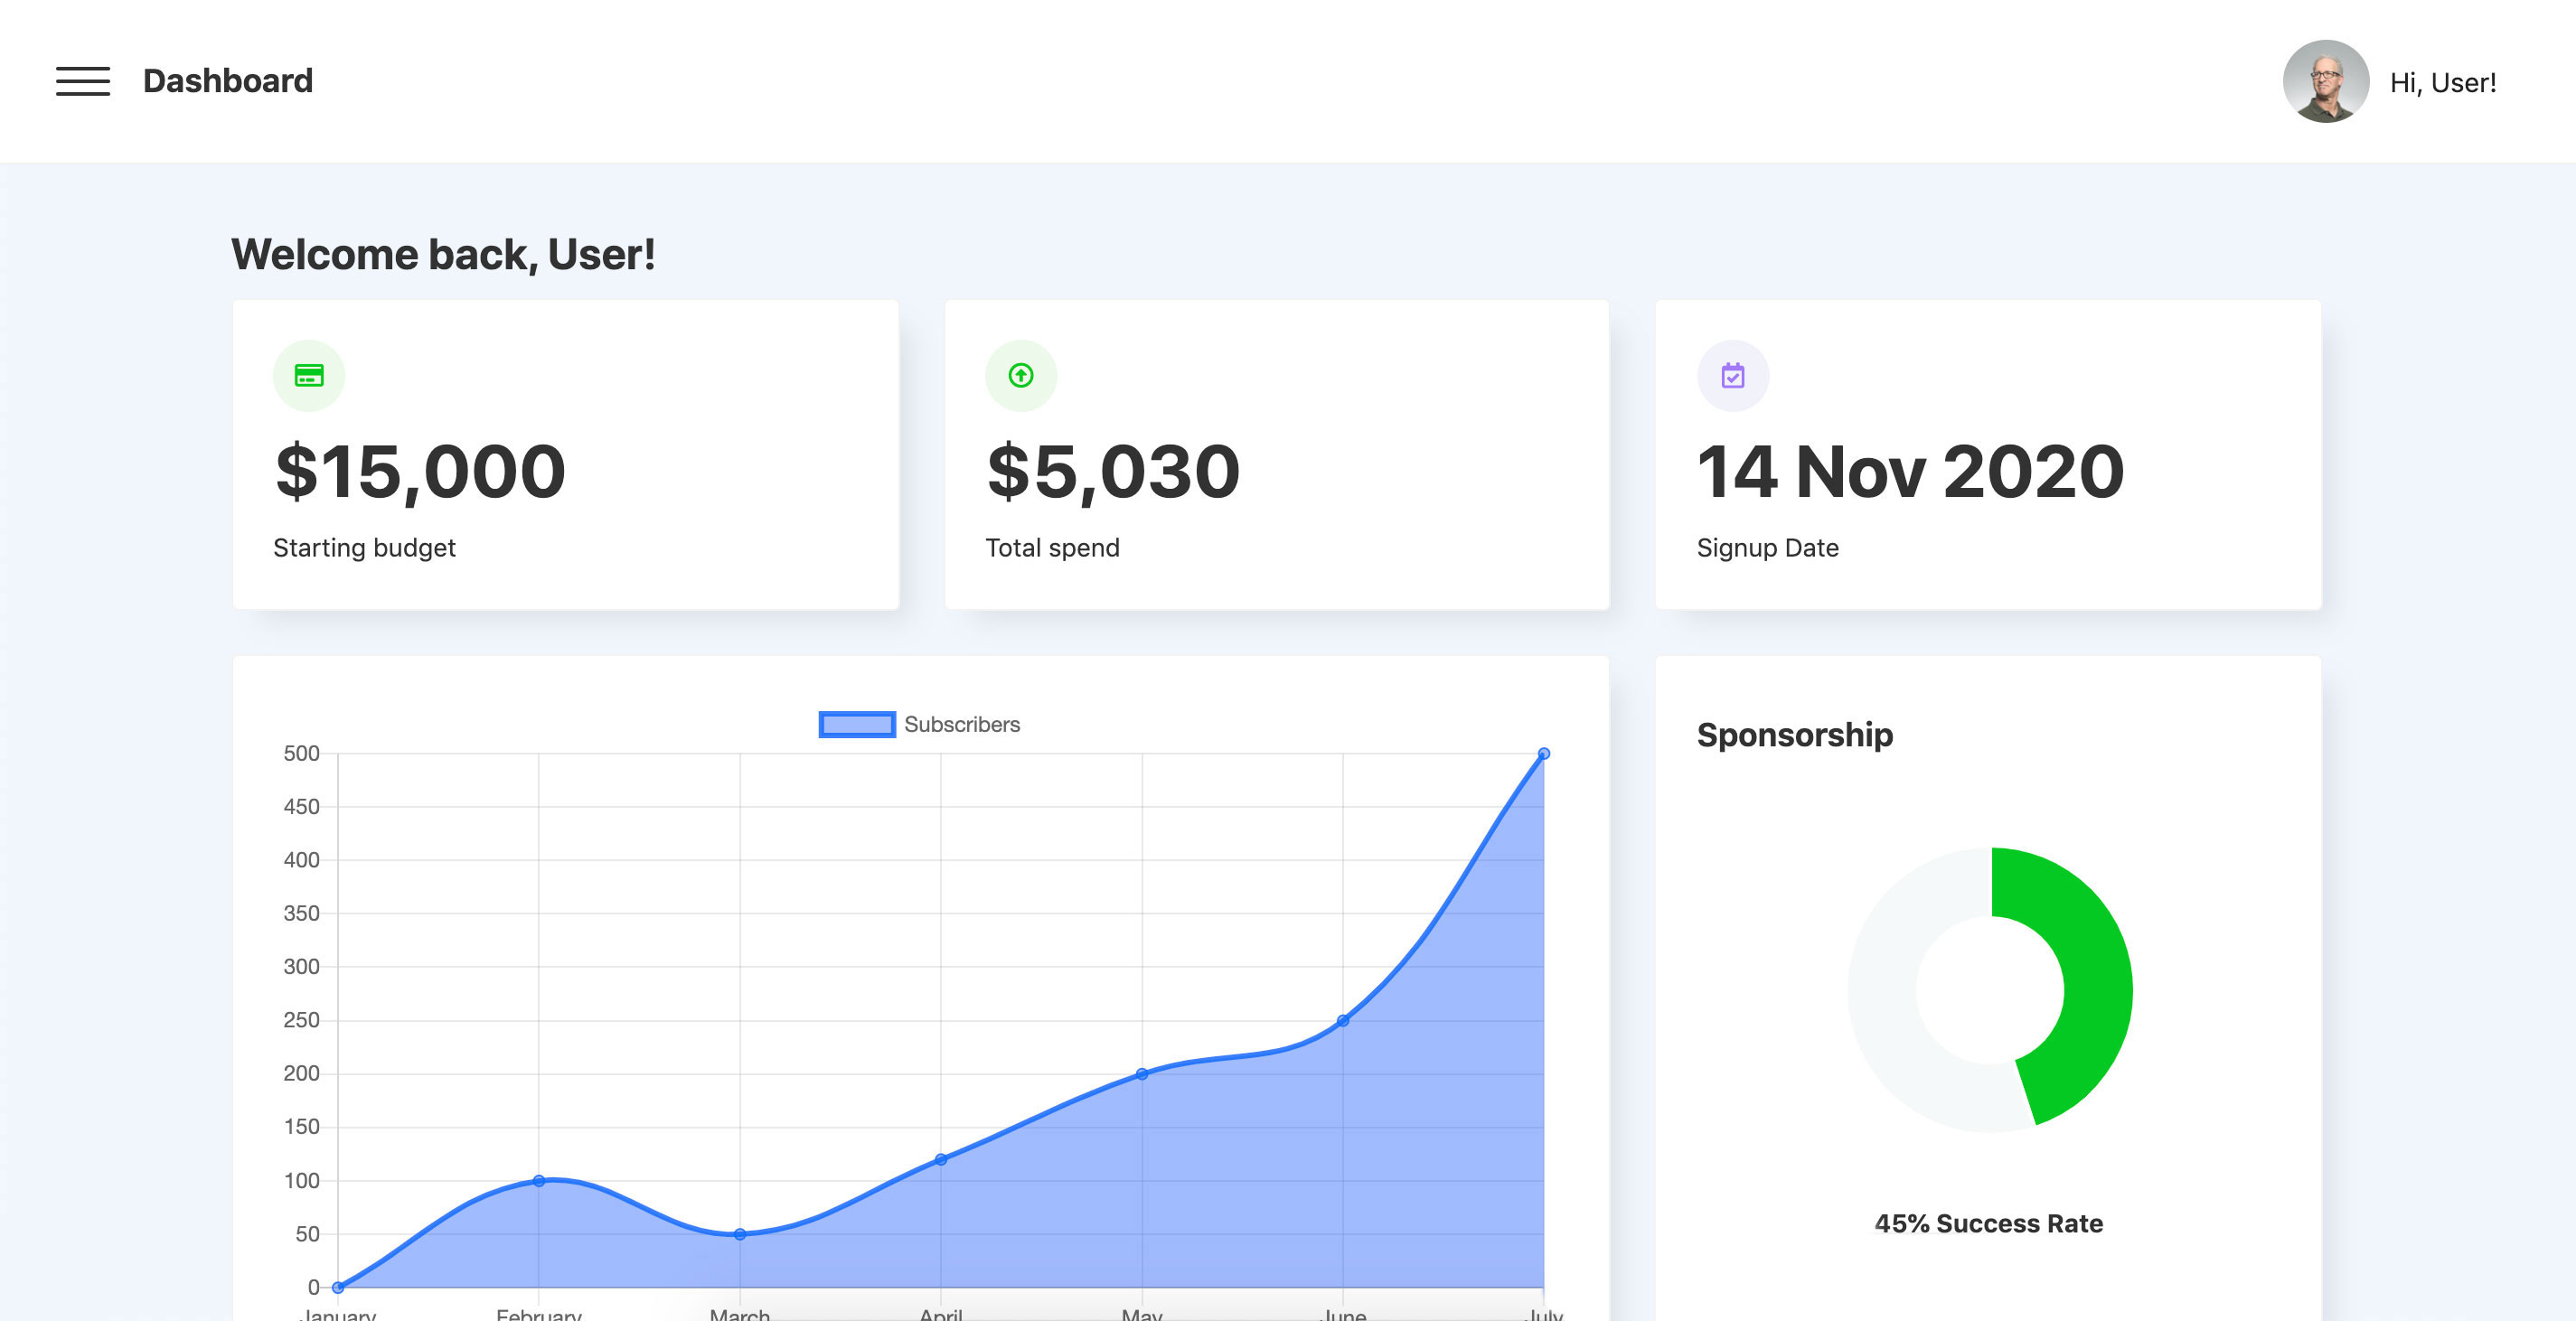 Dashboard
Hi, User!
Welcome back, User!
$15,000
Starting budget
$5,030
Total spend
14 Nov 2020
Signup Date
Subscribers
500
450
400
350
300
250
200
150
100
50
0
January February March April May June July
Sponsorship
45% Success Rate